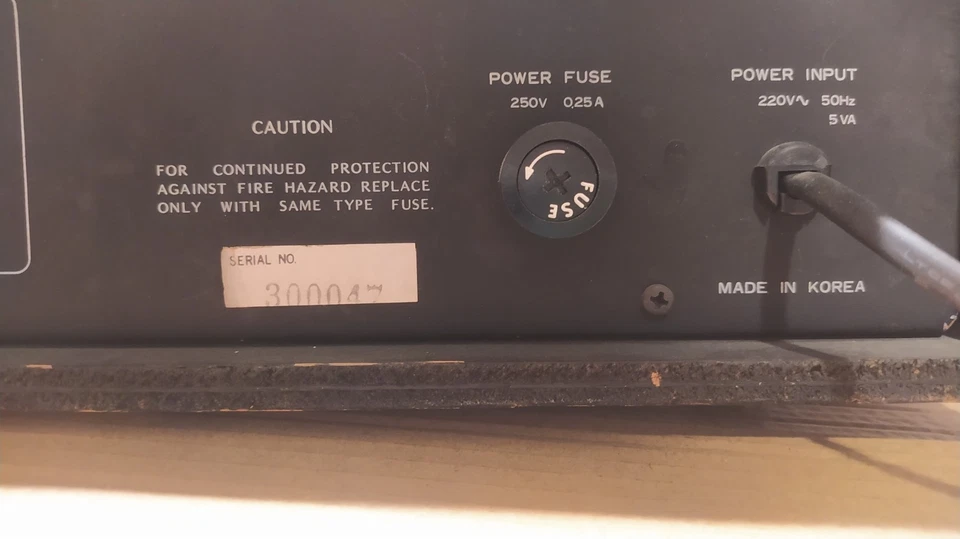 POWER FUSE
250V 0,25A
POWER INPUT
220V∿ 50Hz
5VA
CAUTION
FOR CONTINUED PROTECTION
AGAINST FIRE HAZARD REPLACE
ONLY WITH SAME TYPE FUSE.
FUSE
SERIAL NO.
300047
MADE IN KOREA